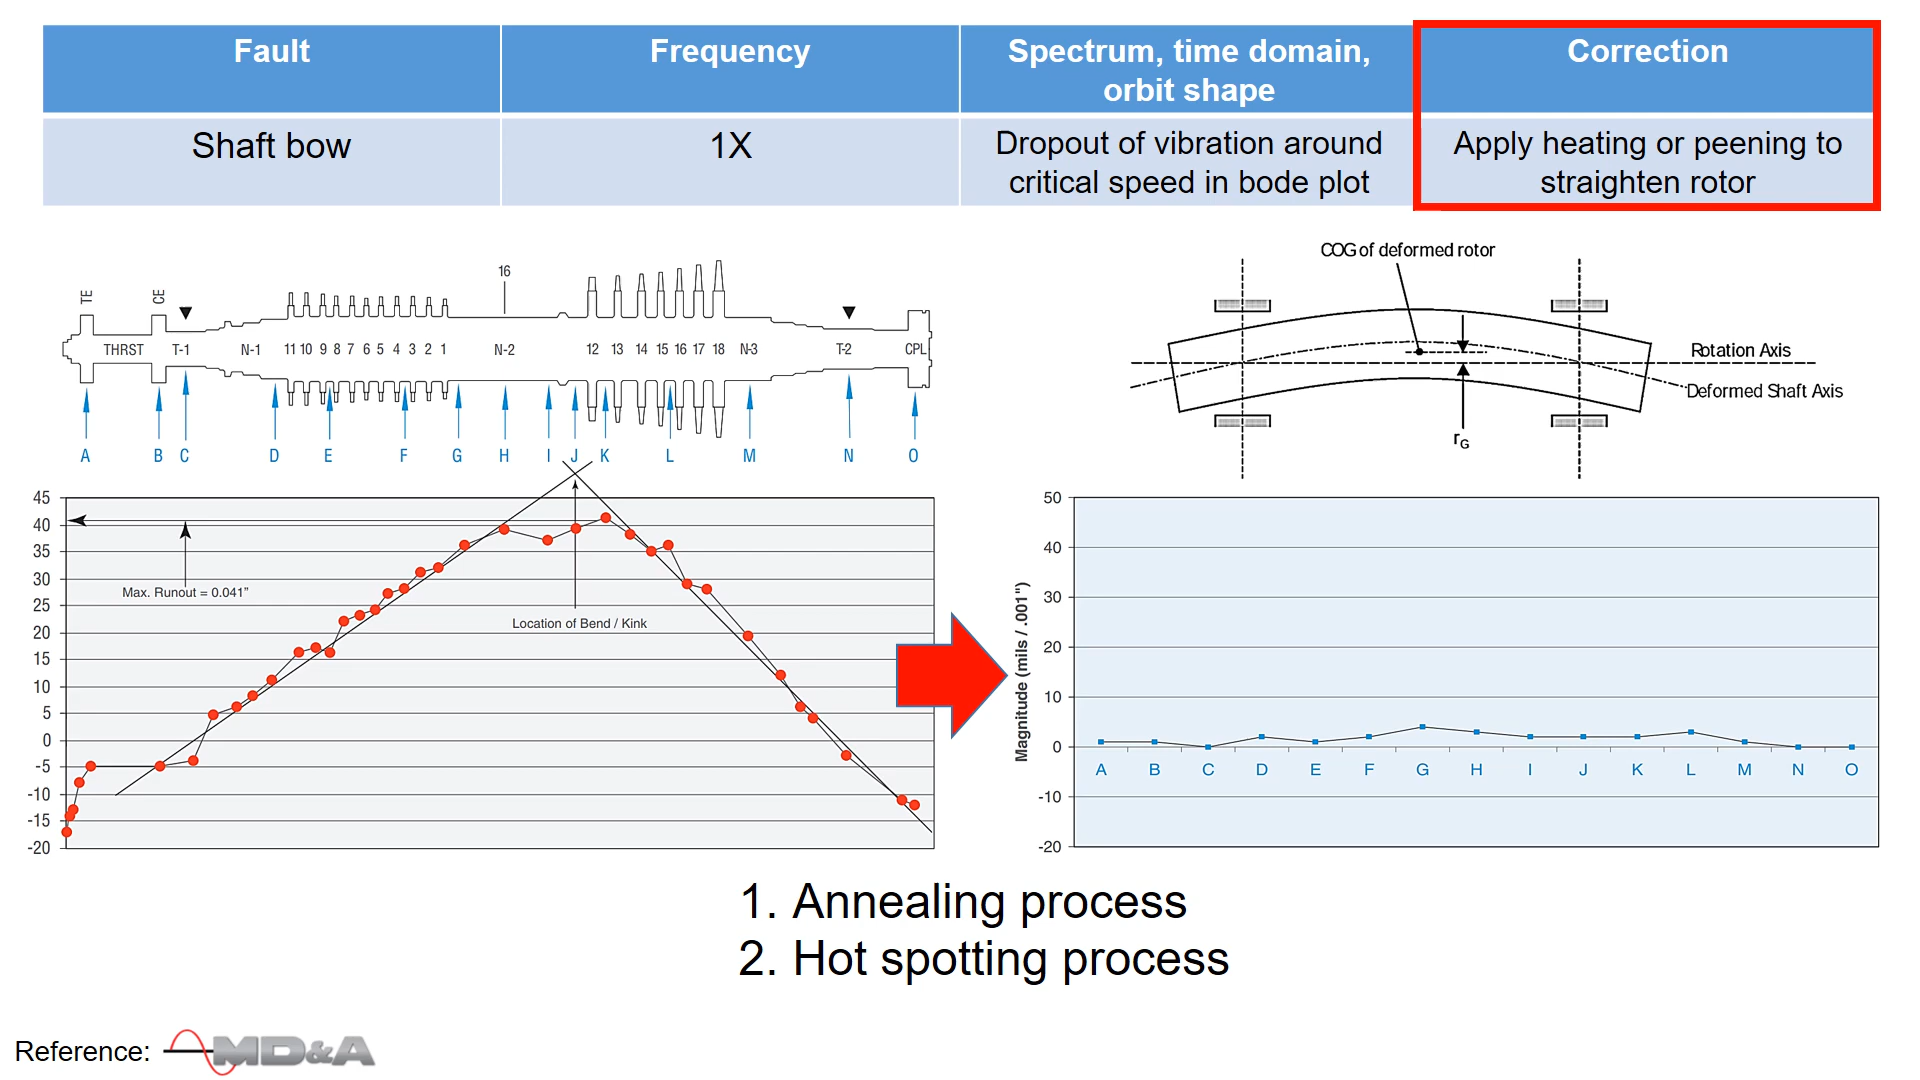 Fault
Frequency
Spectrum, time domain,
orbit shape
Correction
Shaft bow
1X
Dropout of vibration around
critical speed in bode plot
Apply heating or peening to
straighten rotor
TE
CE
16
THRST
T-1
N-1
11 10 9 8 7 6 5 4 3 2 1
N-2
12 13 14 15 16 17 18
N-3
T-2
CPL
A B C D E F G H I J K L M N O
COG of deformed rotor
Rotation Axis
Deformed Shaft Axis
rG
45
40
35
30
25
20
15
10
5
0
-5
-10
-15
-20
Max. Runout = 0.041"
Location of Bend / Kink
Magnitude (mils / .001")
50
40
30
20
10
0
-10
-20
A B C D E F G H I J K L M N O
1. Annealing process
2. Hot spotting process
Reference:
MD&A